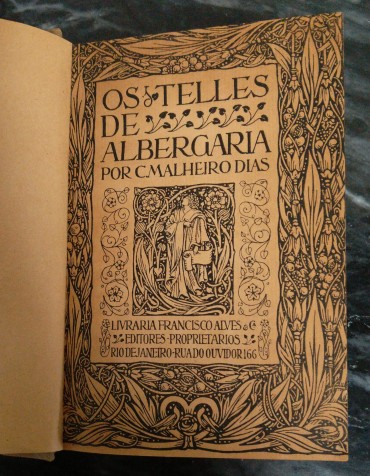 OS TELLES
DE
ALBERGARIA
POR C. MALHEIRO DIAS
LIVRARIA FRANCISCO ALVES & Cª
EDITORES-PROPRIETARIOS
RIO DE JANEIRO-RUA DO OUVIDOR 166